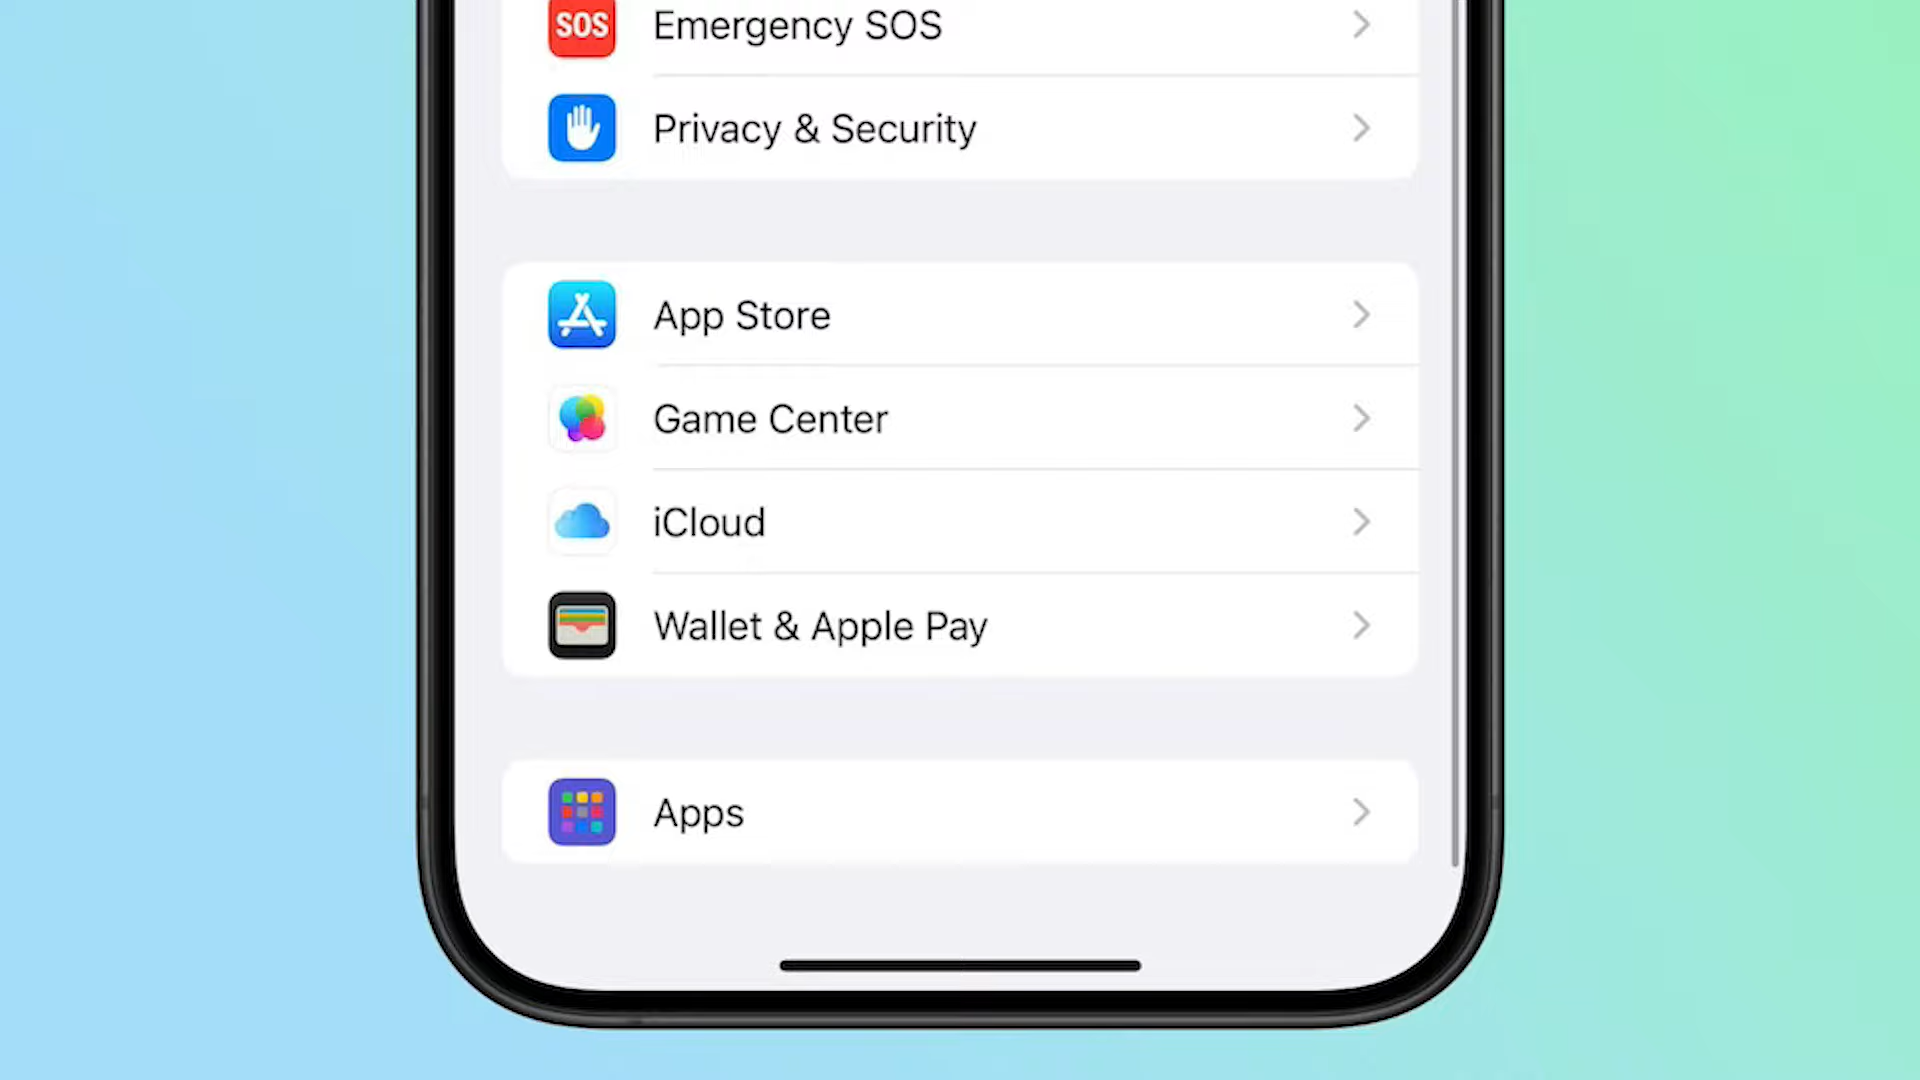 SOS Emergency SOS
Privacy & Security
App Store
Game Center
iCloud
Wallet & Apple Pay
Apps